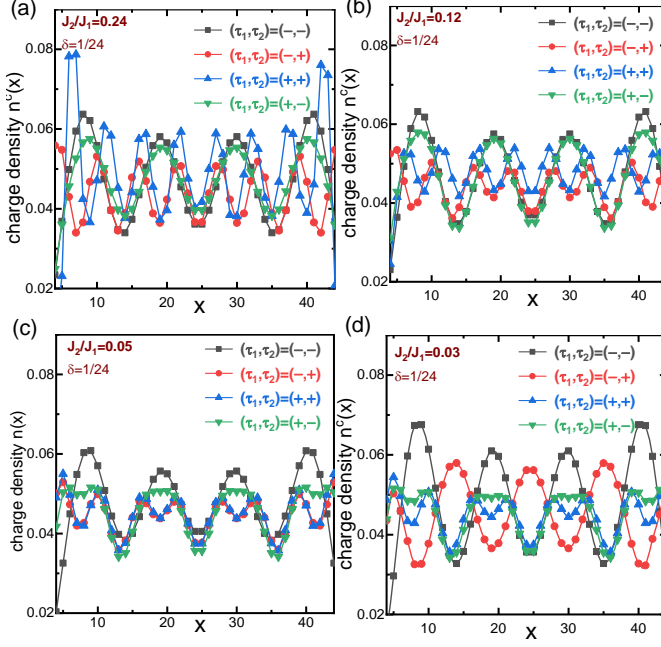 (a)
J₂/J₁=0.24
δ=1/24
(τ₁,τ₂)=(−,−)
(τ₁,τ₂)=(−,+)
(τ₁,τ₂)=(+,+)
(τ₁,τ₂)=(+,−)
charge density nᶜ(x)
0.08
0.06
0.04
0.02
10
20
30
40
x
(b)
J₂/J₁=0.12
δ=1/24
(τ₁,τ₂)=(−,−)
(τ₁,τ₂)=(−,+)
(τ₁,τ₂)=(+,+)
(τ₁,τ₂)=(+,−)
charge density nᶜ(x)
0.08
0.06
0.04
0.02
10
20
30
40
x
(c)
J₂/J₁=0.05
δ=1/24
(τ₁,τ₂)=(−,−)
(τ₁,τ₂)=(−,+)
(τ₁,τ₂)=(+,+)
(τ₁,τ₂)=(+,−)
charge density n(x)
0.08
0.06
0.04
0.02
10
20
30
40
x
(d)
J₂/J₁=0.03
δ=1/24
(τ₁,τ₂)=(−,−)
(τ₁,τ₂)=(−,+)
(τ₁,τ₂)=(+,+)
(τ₁,τ₂)=(+,−)
charge density nᶜ(x)
0.08
0.06
0.04
0.02
10
20
30
40
x